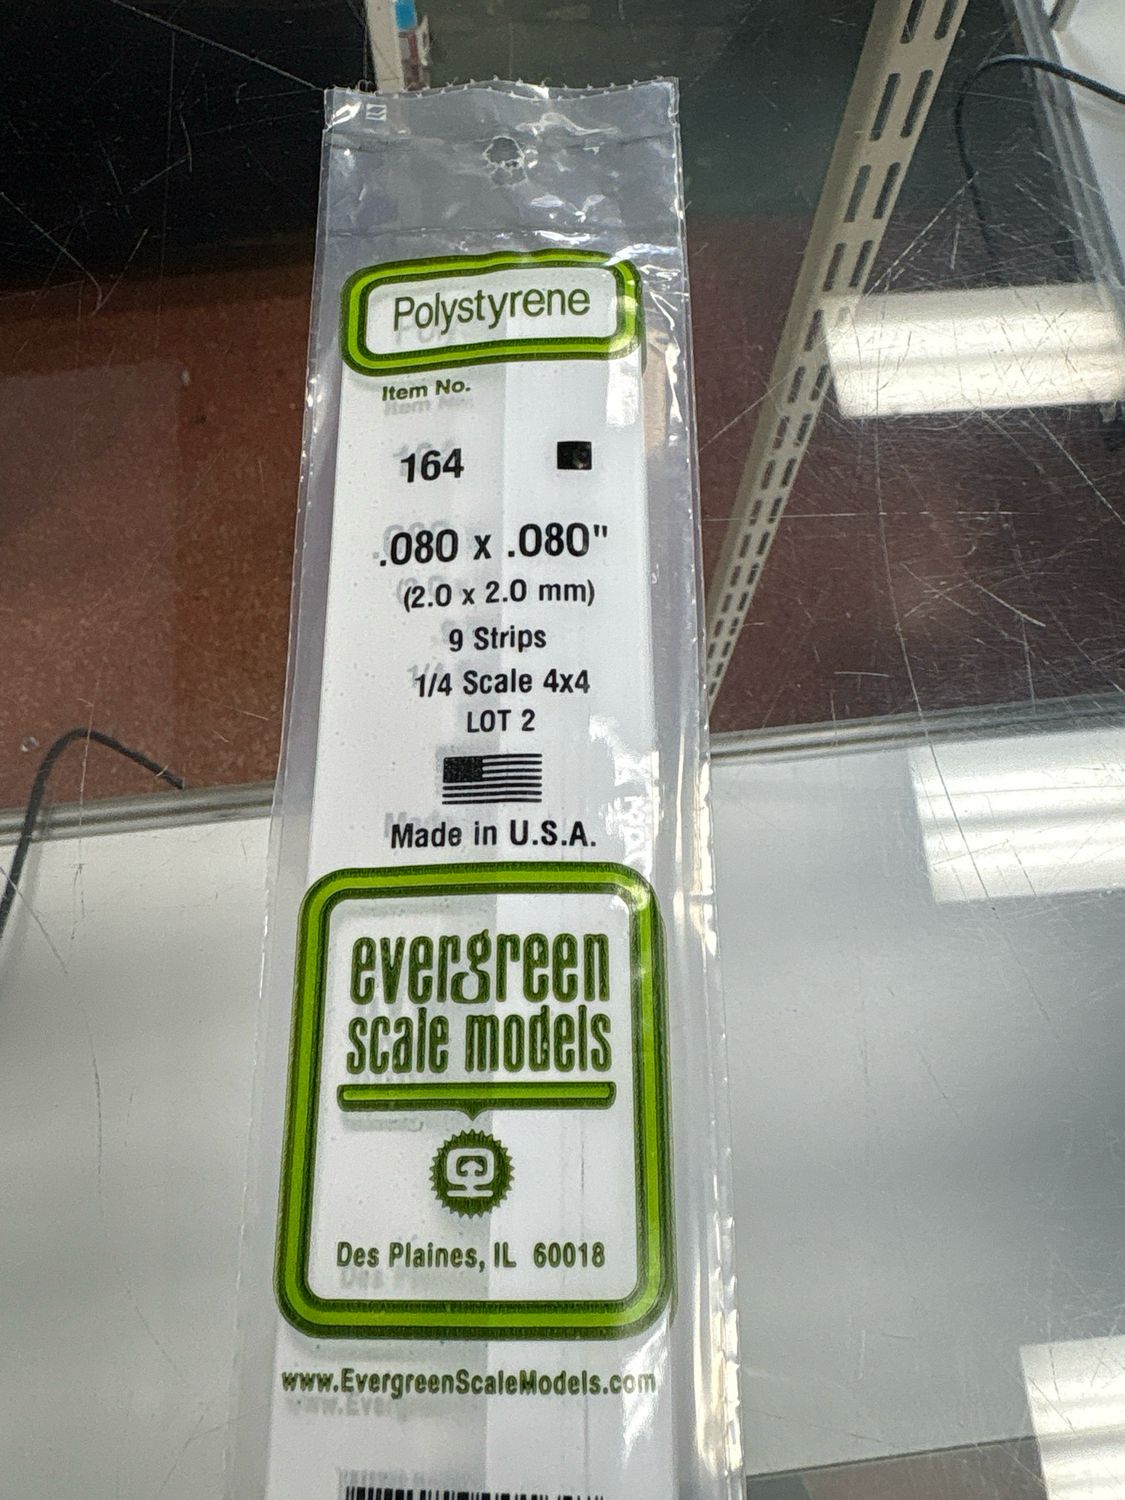 Polystyrene
Item No.
164
.080 x .080"
(2.0 x 2.0 mm)
9 Strips
1/4 Scale 4x4
LOT 2
Made in U.S.A.
evergreen
scale models
Des Plaines, IL 60018
www.EvergreenScaleModels.com